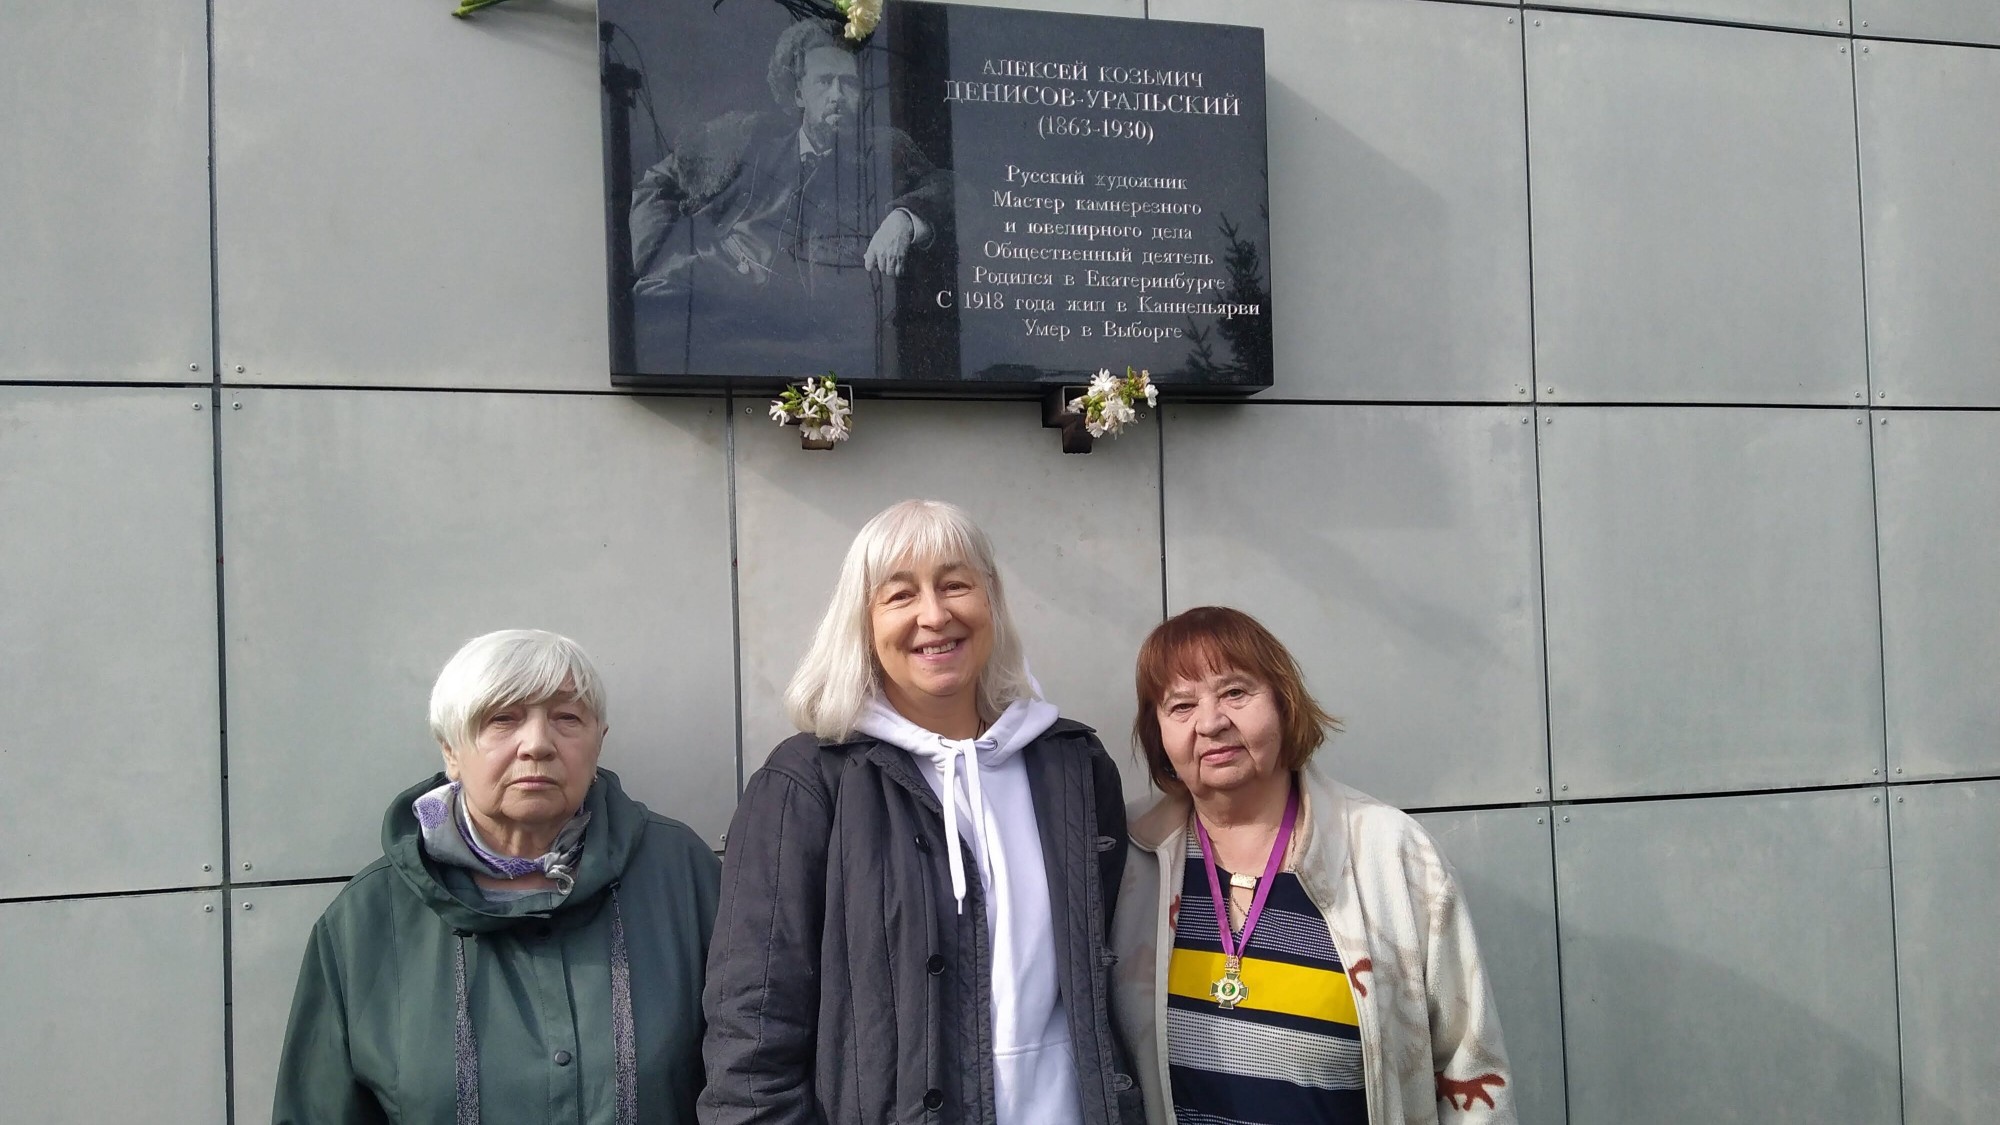 АЛЕКСЕЙ КОЗЬМИЧ
ДЕНИСОВ-УРАЛЬСКИЙ
(1863-1930)
Русский художник
Мастер камнерезного
и ювелирного дела
Общественный деятель
Родился в Екатеринбурге
С 1918 года жил в Каннельярви
Умер в Выборге